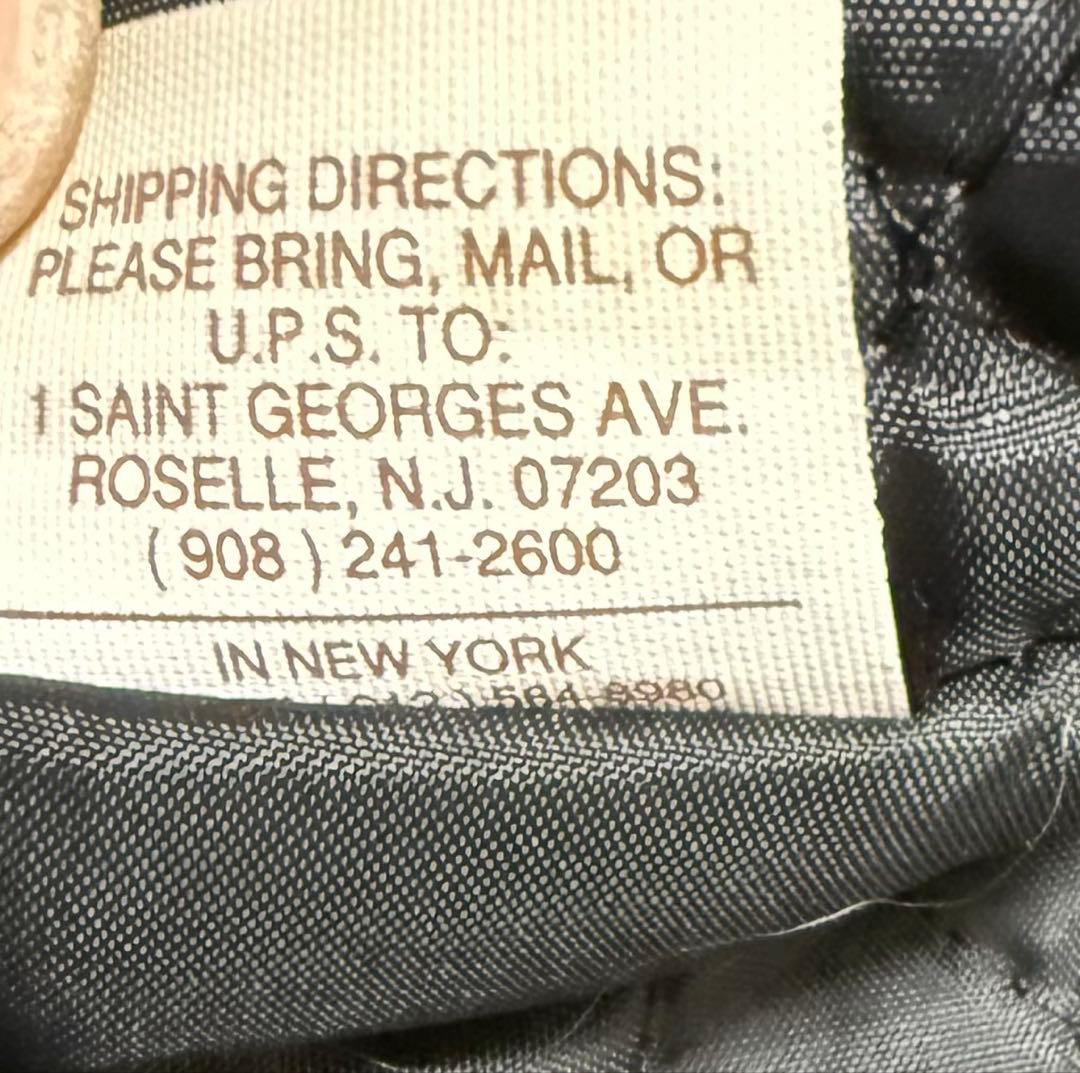 SHIPPING DIRECTIONS:
PLEASE BRING, MAIL, OR
U.P.S. TO:
1 SAINT GEORGES AVE.
ROSELLE, N.J. 07203
( 908 ) 241-2600
IN NEW YORK